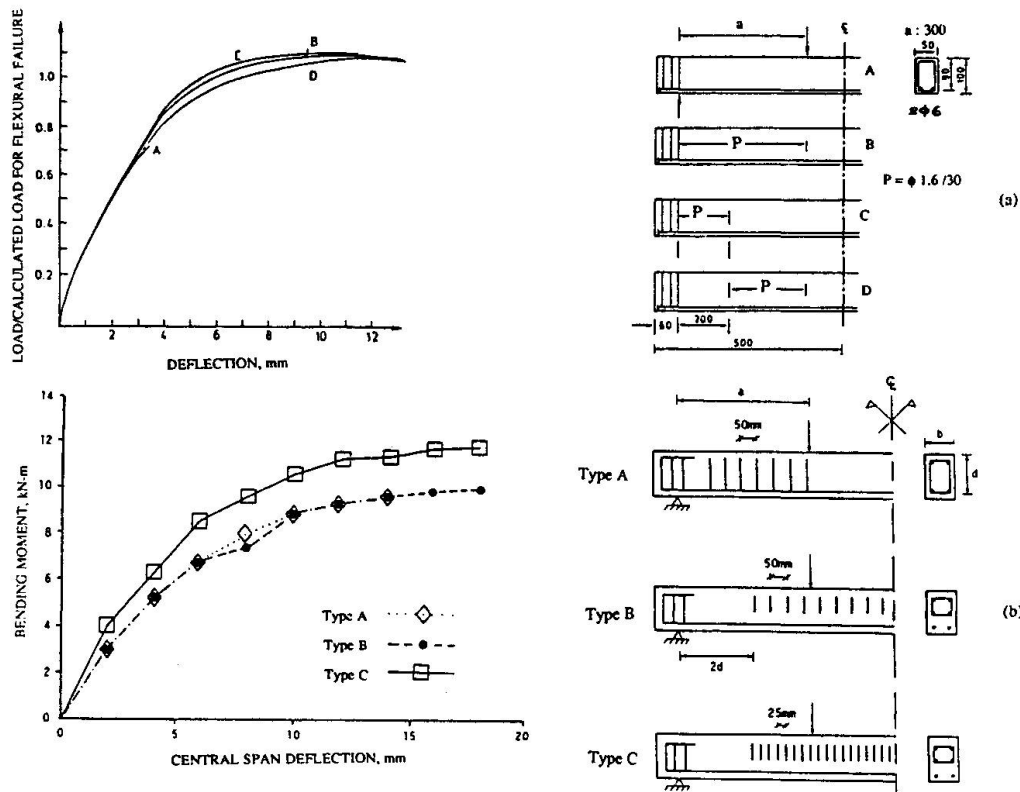 LOAD/CALCULATED LOAD FOR FLEXURAL FAILURE
1.0
0.8
0.6
0.4
0.2
C
B
D
A
2 4 6 8 10 12
DEFLECTION, mm
a
℄
a : 300
50
A
90
100
2ϕ6
P
B
P = ϕ 1.6 /30
(a)
P
C
P
D
60
200
500
BENDING MOMENT, kN-m
14
12
10
8
6
4
2
0
Type A
Type B
Type C
0 5 10 15 20
CENTRAL SPAN DEFLECTION, mm
℄
a
50mm
b
Type A
d
50mm
Type B
(b)
2d
25mm
Type C